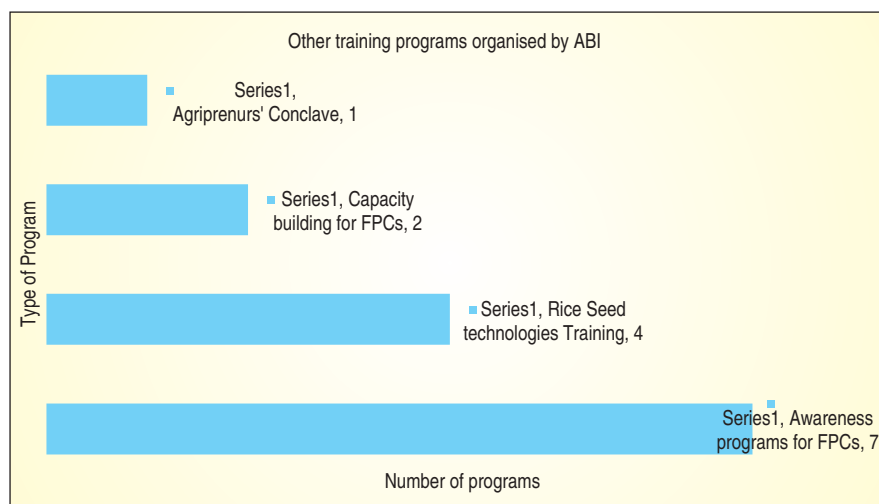 Other training programs organised by ABI
Series1,
Agriprenurs' Conclave, 1
Series1, Capacity
building for FPCs, 2
Type of Program
Series1, Rice Seed
technologies Training, 4
Series1, Awareness
programs for FPCs, 7
Number of programs